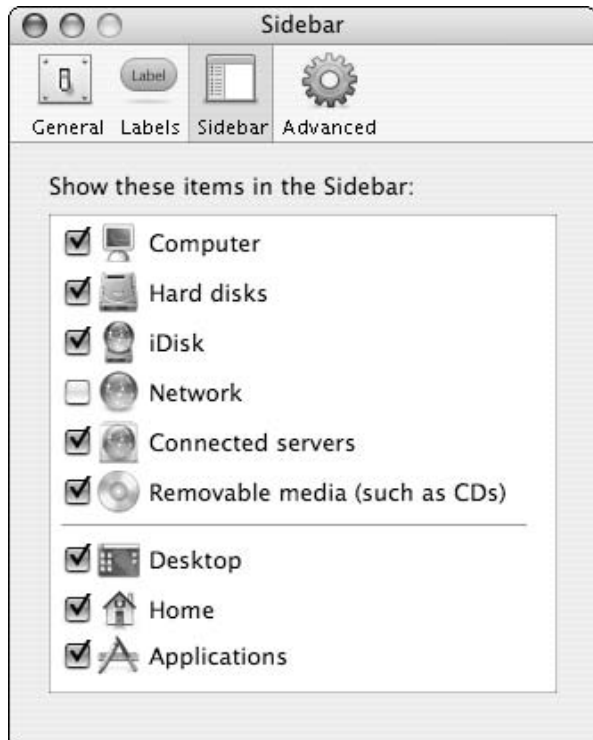 Sidebar
Label
General Labels Sidebar Advanced
Show these items in the Sidebar:
Computer
Hard disks
iDisk
Network
Connected servers
Removable media (such as CDs)
Desktop
Home
Applications